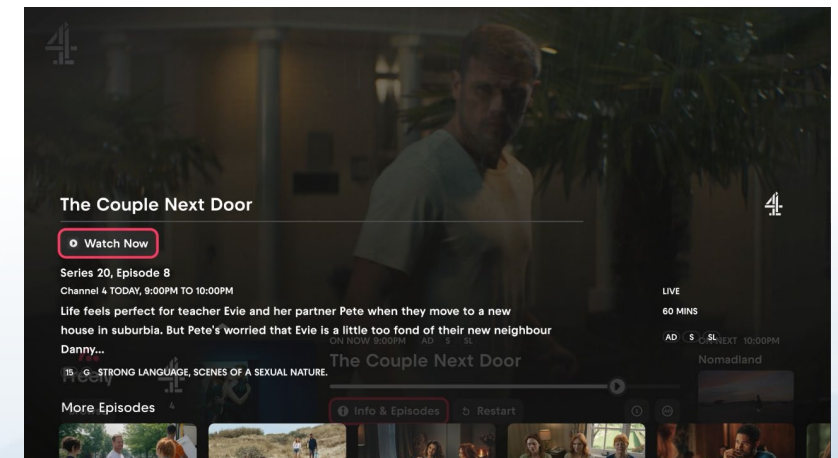 4
The Couple Next Door
4
Watch Now
Series 20, Episode 8
Channel 4 TODAY, 9:00PM TO 10:00PM
LIVE
Life feels perfect for teacher Evie and her partner Pete when they move to a new
60 MINS
house in suburbia. But Pete's worried that Evie is a little too fond of their new neighbour
Danny...
AD S SL
ON NOW 9:00PM AD S SL
ON NEXT 10:00PM
The Couple Next Door
Nomadland
15 G STRONG LANGUAGE, SCENES OF A SEXUAL NATURE.
freely
4
More Episodes
4
Info & Episodes
Restart